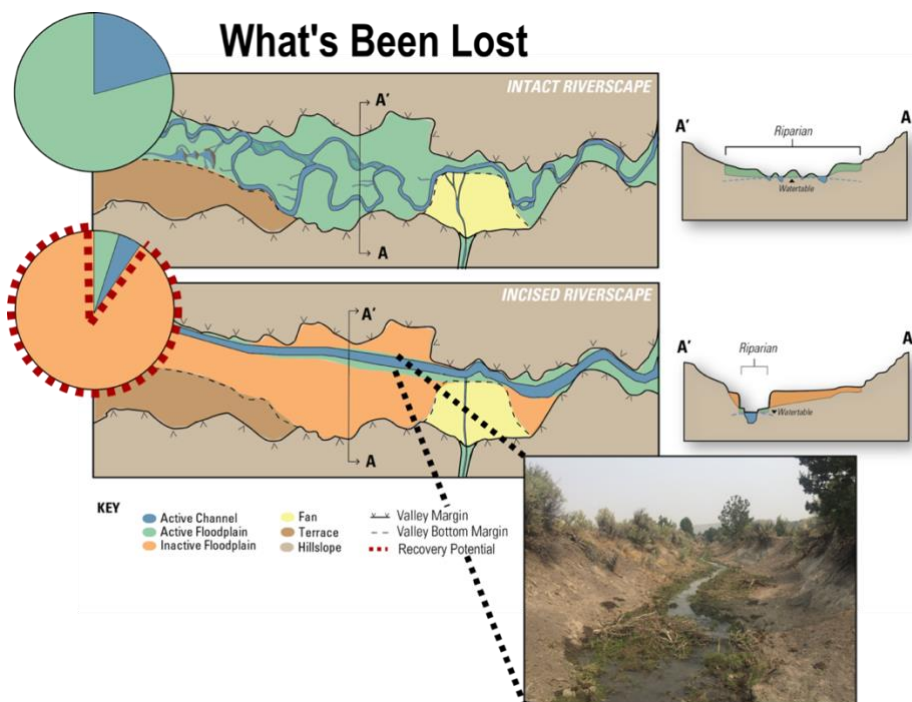 What's Been Lost
INTACT RIVERSCAPE
A'
A
A'
A
Riparian
Watertable
INCISED RIVERSCAPE
A'
A
A'
A
Riparian
Watertable
KEY
Active Channel
Active Floodplain
Inactive Floodplain
Fan
Terrace
Hillslope
Valley Margin
Valley Bottom Margin
Recovery Potential